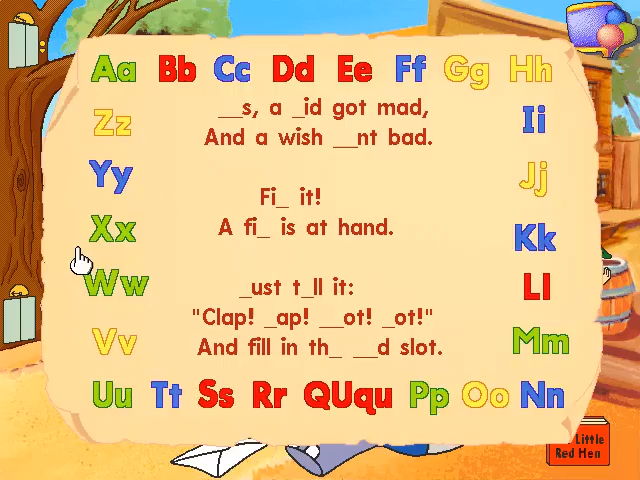 Aa Bb Cc Dd Ee Ff Gg Hh
Zz
Yy
Xx
Ww
Vv
__s, a _id got mad,
And a wish __nt bad.
Fi_ it!
A fi_ is at hand.
_ust t_ll it:
"Clap! _ap! __ot! _ot!"
And fill in th_ __d slot.
Ii
Jj
Kk
Ll
Mm
Uu Tt Ss Rr QUqu Pp Oo Nn
Little
Red Hen